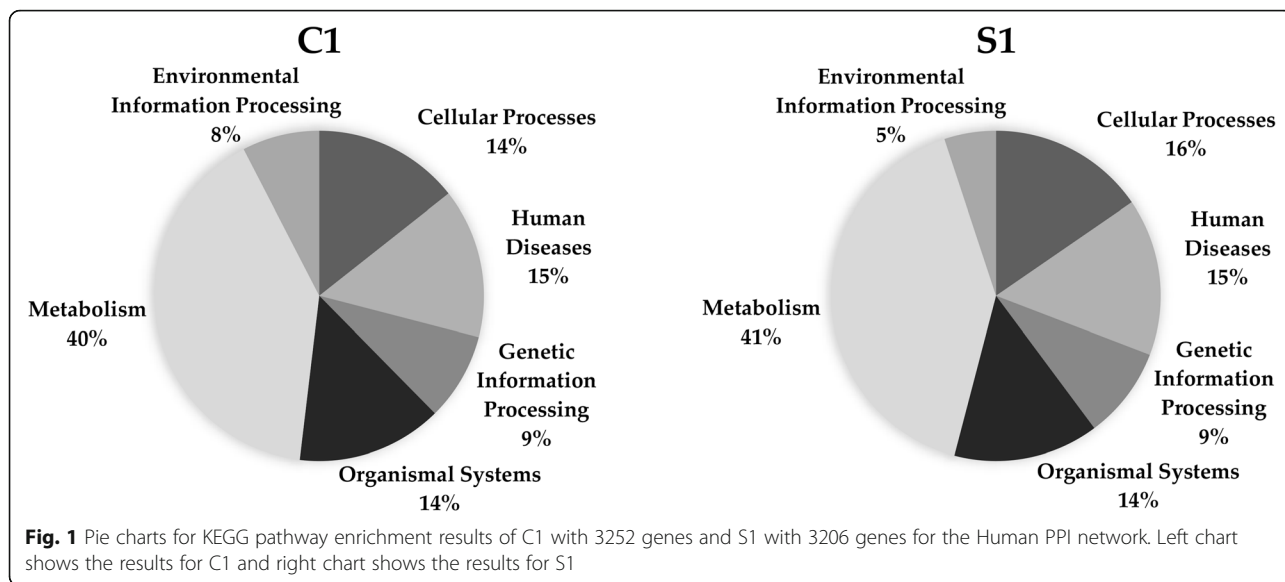 C1
Environmental
Information Processing
8%
Cellular Processes
14%
Human
Diseases
15%
Genetic
Information
Processing
9%
Organismal Systems
14%
Metabolism
40%
S1
Environmental
Information Processing
5%
Cellular Processes
16%
Human
Diseases
15%
Genetic
Information
Processing
9%
Organismal Systems
14%
Metabolism
41%
Fig. 1 Pie charts for KEGG pathway enrichment results of C1 with 3252 genes and S1 with 3206 genes for the Human PPI network. Left chart
shows the results for C1 and right chart shows the results for S1